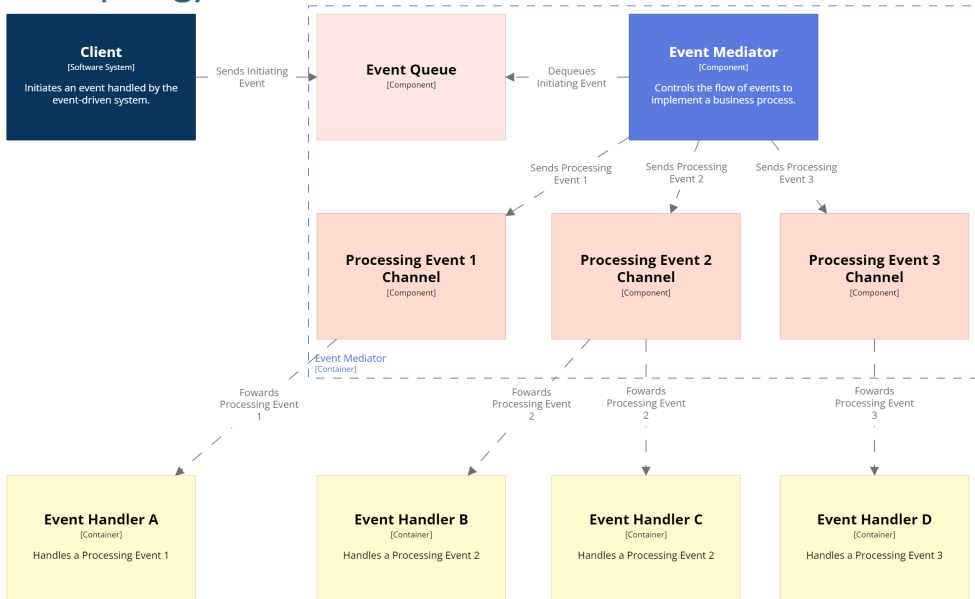 Client
[Software System]
Initiates an event handled by the
event-driven system.
Sends Initiating
Event
Event Queue
[Component]
Dequeues
Initiating Event
Event Mediator
[Component]
Controls the flow of events to
implement a business process.
Sends Processing
Event 1
Sends Processing
Event 2
Sends Processing
Event 3
Processing Event 1
Channel
[Component]
Processing Event 2
Channel
[Component]
Processing Event 3
Channel
[Component]
Event Mediator
[Container]
Fowards
Processing Event
1
Fowards
Processing Event
2
Fowards
Processing Event
2
Fowards
Processing Event
3
Event Handler A
[Container]
Handles a Processing Event 1
Event Handler B
[Container]
Handles a Processing Event 2
Event Handler C
[Container]
Handles a Processing Event 2
Event Handler D
[Container]
Handles a Processing Event 3